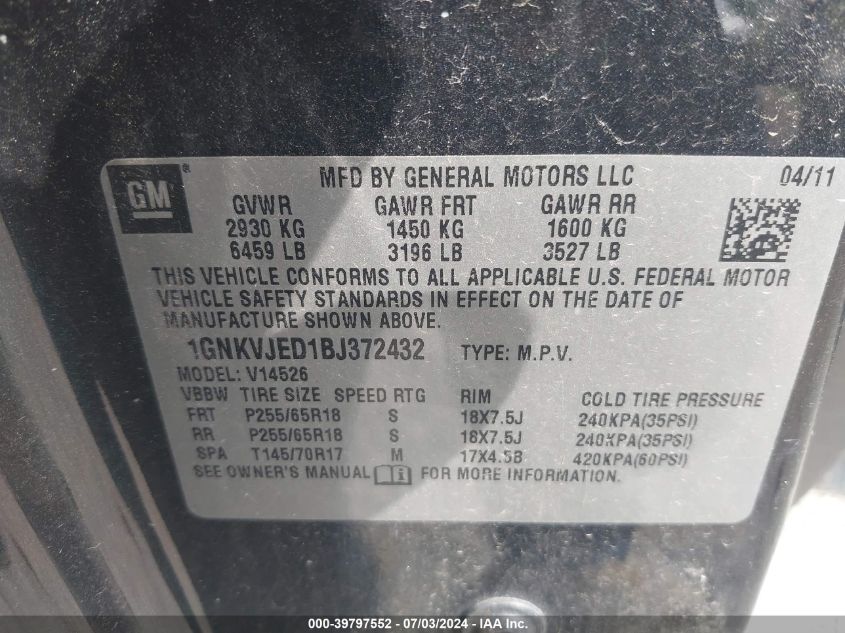 GM ® MFD BY GENERAL MOTORS LLC 04/11
GVWR GAWR FRT GAWR RR
2930 KG 1450 KG 1600 KG
6459 LB 3196 LB 3527 LB
THIS VEHICLE CONFORMS TO ALL APPLICABLE U.S. FEDERAL MOTOR
VEHICLE SAFETY STANDARDS IN EFFECT ON THE DATE OF
MANUFACTURE SHOWN ABOVE.
1GNKVJED1BJ372432 TYPE: M.P.V.
MODEL: V14526
VBBW TIRE SIZE SPEED RTG RIM COLD TIRE PRESSURE
FRT P255/65R18 S 18X7.5J 240KPA(35PSI)
RR P255/65R18 S 18X7.5J 240KPA(35PSI)
SPA T145/70R17 M 17X4.5B 420KPA(60PSI)
SEE OWNER'S MANUAL FOR MORE INFORMATION.
000-39797552 / 07/03/2024 - © IAA Inc.